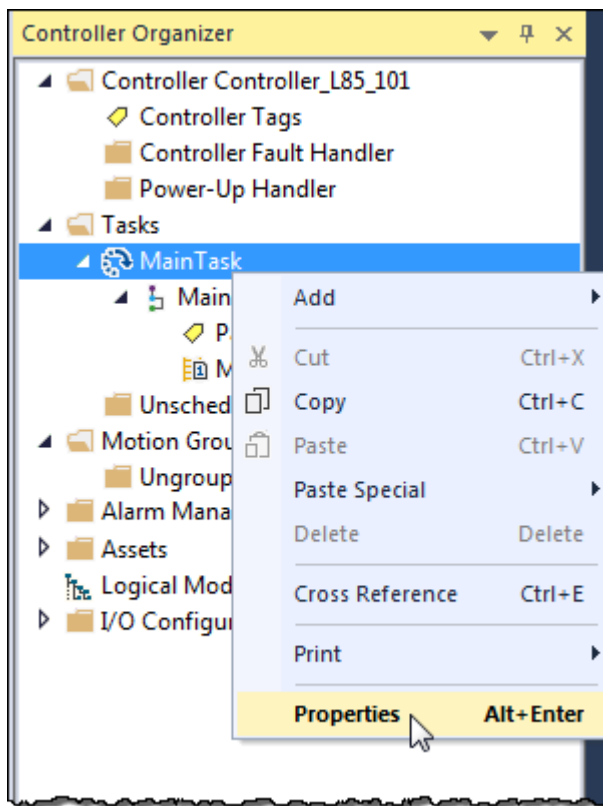 Controller Organizer
Controller Controller_L85_101
Controller Tags
Controller Fault Handler
Power-Up Handler
Tasks
MainTask
Main
Add
P
Cut Ctrl+X
M
Unsched
Copy Ctrl+C
Motion Grou
Paste Ctrl+V
Ungroup
Paste Special
Alarm Mana
Delete Delete
Assets
Logical Mod
Cross Reference Ctrl+E
I/O Configu
Print
Properties Alt+Enter